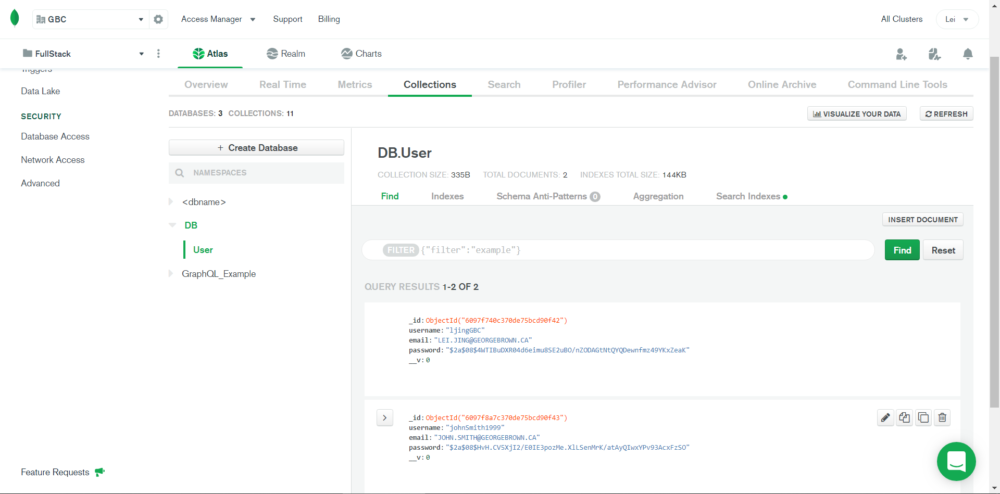 GBC
Access Manager
Support
Billing
All Clusters
Lei
FullStack
Atlas
Realm
Charts
Triggers
Data Lake
SECURITY
Database Access
Network Access
Advanced
Feature Requests
Overview
Real Time
Metrics
Collections
Search
Profiler
Performance Advisor
Online Archive
Command Line Tools
DATABASES: 3 COLLECTIONS: 11
VISUALIZE YOUR DATA
REFRESH
+ Create Database
NAMESPACES
<dbname>
DB
User
GraphQL_Example
DB.User
COLLECTION SIZE: 335B TOTAL DOCUMENTS: 2 INDEXES TOTAL SIZE: 144KB
Find
Indexes
Schema Anti-Patterns 0
Aggregation
Search Indexes
INSERT DOCUMENT
FILTER {"filter":"example"}
Find
Reset
QUERY RESULTS 1-2 OF 2
_id: ObjectId("6097f740c370de75bcd90f42")
username: "ljingGBC"
email: "LEI.JING@GEORGEBROWN.CA"
password: "$2a$08$4WTIBuDXR04d6eimu8SE2uBO/nZODAGtNtQYQDewnfmz49YKxZeaK"
__v: 0
_id: ObjectId("6097f8a7c370de75bcd90f43")
username: "johnSmith1999"
email: "JOHN.SMITH@GEORGEBROWN.CA"
password: "$2a$08$HvH.CV5XjI2/E0IE3pozMe.XlLSenMrK/atAyQIwxYPv93AcxFzSO"
__v: 0